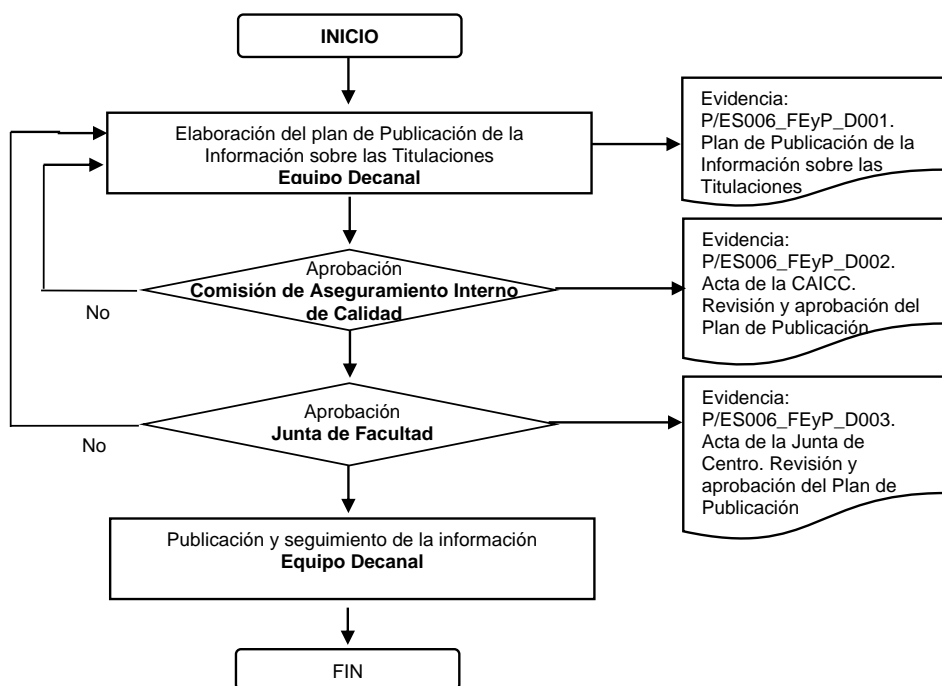 INICIO
Elaboración del plan de Publicación de la
Información sobre las Titulaciones
Equipo Decanal
Evidencia:
P/ES006_FEyP_D001.
Plan de Publicación de la
Información sobre las
Titulaciones
Aprobación
Comisión de Aseguramiento Interno
de Calidad
No
Evidencia:
P/ES006_FEyP_D002.
Acta de la CAICC.
Revisión y aprobación del
Plan de Publicación
Aprobación
Junta de Facultad
No
Evidencia:
P/ES006_FEyP_D003.
Acta de la Junta de
Centro. Revisión y
aprobación del Plan de
Publicación
Publicación y seguimiento de la información
Equipo Decanal
FIN